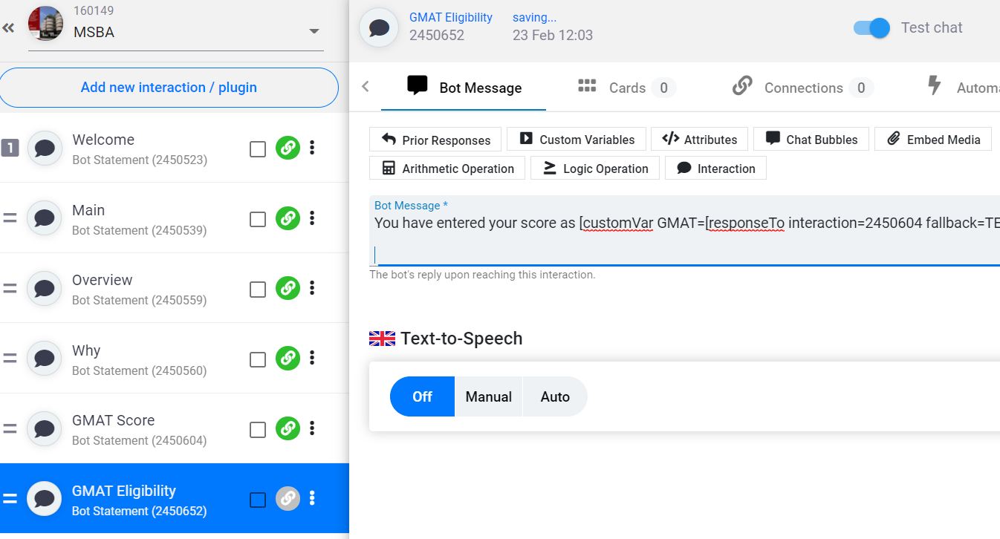 160149
MSBA
Add new interaction / plugin
1
Welcome
Bot Statement (2450523)
Main
Bot Statement (2450539)
Overview
Bot Statement (2450559)
Why
Bot Statement (2450560)
GMAT Score
Bot Statement (2450604)
GMAT Eligibility
Bot Statement (2450652)
GMAT Eligibility saving...
2450652 23 Feb 12:03
Test chat
Bot Message Cards 0 Connections 0 Automa
Prior Responses Custom Variables Attributes Chat Bubbles Embed Media
Arithmetic Operation Logic Operation Interaction
Bot Message *
You have entered your score as [customVar GMAT=[responseTo interaction=2450604 fallback=TE
The bot's reply upon reaching this interaction.
Text-to-Speech
Off Manual Auto